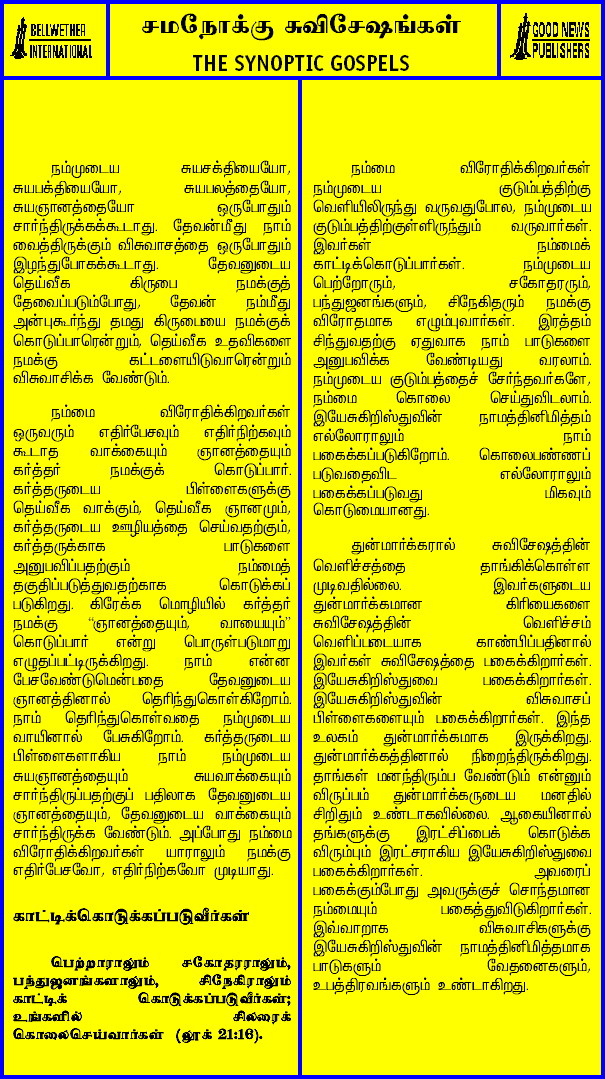 BELLWETHER
INTERNATIONAL
சமநோக்கு சுவிசேஷங்கள்
THE SYNOPTIC GOSPELS
GOOD NEWS
PUBLISHERS
நம்முடைய சுயசக்தியையோ,
சுயபக்தியையோ, சுயபலத்தையோ,
சுயஞானத்தையோ ஒருபோதும்
சார்ந்திருக்கக்கூடாது. தேவன்மீது நாம்
வைத்திருக்கும் விசுவாசத்தை ஒருபோதும்
இழந்துபோகக்கூடாது. தேவனுடைய
தெய்வீக கிருபை நமக்குத்
தேவைப்படும்போது, தேவன் நம்மீது
அன்புகூர்ந்து தமது கிருபையை நமக்குக்
கொடுப்பாரென்றும், தெய்வீக உதவிகளை
நமக்கு கட்டளையிடுவாரென்றும்
விசுவாசிக்க வேண்டும்.
நம்மை விரோதிக்கிறவர்கள்
ஒருவரும் எதிர்பேசவும் எதிர்நிற்கவும்
கூடாத வாக்கையும் ஞானத்தையும்
கர்த்தர் நமக்குக் கொடுப்பார்.
கர்த்தருடைய பிள்ளைகளுக்கு
தெய்வீக வாக்கும், தெய்வீக ஞானமும்,
கர்த்தருடைய ஊழியத்தை செய்வதற்கும்,
கர்த்தருக்காக பாடுகளை
அனுபவிப்பதற்கும் நம்மைத்
தகுதிப்படுத்துவதற்காக கொடுக்கப்
படுகிறது. கிரேக்க மொழியில் கர்த்தர்
நமக்கு “ஞானத்தையும், வாயையும்”
கொடுப்பார் என்று பொருள்படுமாறு
எழுதப்பட்டிருக்கிறது. நாம் என்ன
பேசவேண்டுமென்பதை தேவனுடைய
ஞானத்தினால் தெரிந்துகொள்கிறோம்.
நாம் தெரிந்துகொள்வதை நம்முடைய
வாயினால் பேசுகிறோம். கர்த்தருடைய
பிள்ளைகளாகிய நாம் நம்முடைய
சுயஞானத்தையும் சுயவாக்கையும்
சார்ந்திருப்பதற்குப் பதிலாக தேவனுடைய
ஞானத்தையும், தேவனுடைய வாக்கையும்
சார்ந்திருக்க வேண்டும். அப்போது நம்மை
விரோதிக்கிறவர்கள் யாராலும் நமக்கு
எதிர்பேசவோ, எதிர்நிற்கவோ முடியாது.
காட்டிக்கொடுக்கப்படுவீர்கள்
பெற்றாராலும் சகோதரராலும்,
பந்துஜனங்களாலும், சிநேகிராலும்
காட்டிக் கொடுக்கப்படுவீர்கள்;
உங்களில் சிலரைக்
கொலைசெய்வார்கள் (லூக் 21:16).
நம்மை விரோதிக்கிறவர்கள்
நம்முடைய குடும்பத்திற்கு
வெளியிலிருந்து வருவதுபோல, நம்முடைய
குடும்பத்திற்குள்ளிருந்தும் வருவார்கள்.
இவர்கள் நம்மைக்
காட்டிக்கொடுப்பார்கள். நம்முடைய
பெற்றோரும், சகோதரரும்,
பந்துஜனங்களும், சிநேகிதரும் நமக்கு
விரோதமாக எழும்புவார்கள். இரத்தம்
சிந்துவதற்கு ஏதுவாக நாம் பாடுகளை
அனுபவிக்க வேண்டியது வரலாம்.
நம்முடைய குடும்பத்தைச் சேர்ந்தவர்களே,
நம்மை கொலை செய்துவிடலாம்.
இயேசுகிறிஸ்துவின் நாமத்தினிமித்தம்
எல்லோராலும் நாம்
பகைக்கப்படுகிறோம். கொலைபண்ணப்
படுவதைவிட எல்லோராலும்
பகைக்கப்படுவது மிகவும்
கொடுமையானது.
துன்மார்க்கரால் சுவிசேஷத்தின்
வெளிச்சத்தை தாங்கிக்கொள்ள
முடிவதில்லை. இவர்களுடைய
துன்மார்க்கமான கிரியைகளை
சுவிசேஷத்தின் வெளிச்சம்
வெளிப்படையாக காண்பிப்பதினால்
இவர்கள் சுவிசேஷத்தை பகைக்கிறார்கள்.
இயேசுகிறிஸ்துவை பகைக்கிறார்கள்.
இயேசுகிறிஸ்துவின் விசுவாசப்
பிள்ளைகளையும் பகைக்கிறார்கள். இந்த
உலகம் துன்மார்க்கமாக இருக்கிறது.
துன்மார்க்கத்தினால் நிறைந்திருக்கிறது.
தாங்கள் மனந்திரும்ப வேண்டும் என்னும்
விருப்பம் துன்மார்க்கருடைய மனதில்
சிறிதும் உண்டாகவில்லை. ஆகையினால்
தங்களுக்கு இரட்சிப்பைக் கொடுக்க
விரும்பும் இரட்சராகிய இயேசுகிறிஸ்துவை
பகைக்கிறார்கள். அவரைப்
பகைக்கும்போது அவருக்குச் சொந்தமான
நம்மையும் பகைத்துவிடுகிறார்கள்.
இவ்வாறாக விசுவாசிகளுக்கு
இயேசுகிறிஸ்துவின் நாமத்தினிமித்தமாக
பாடுகளும் வேதனைகளும்,
உபத்திரவங்களும் உண்டாகிறது.